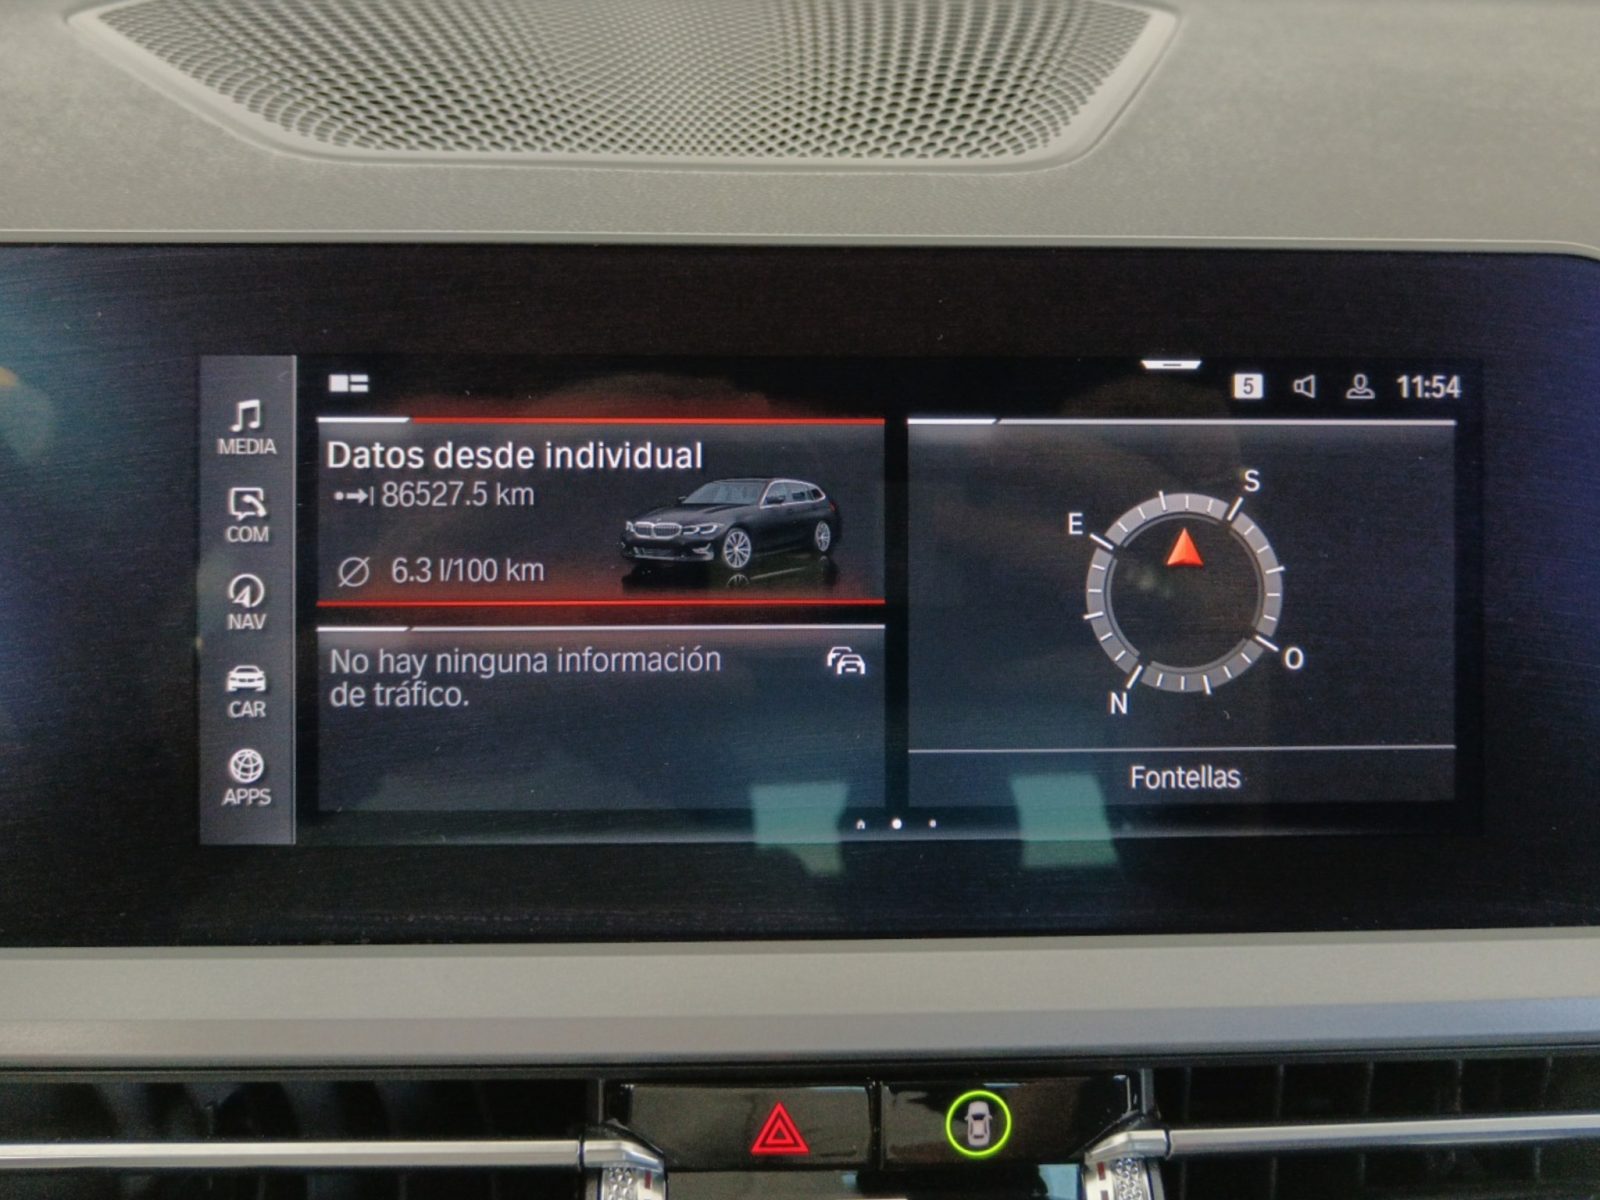 5
11:54
MEDIA
COM
NAV
CAR
APPS
Datos desde individual
86527.5 km
6.3 l/100 km
No hay ninguna información
de tráfico.
S
E
O
N
Fontellas